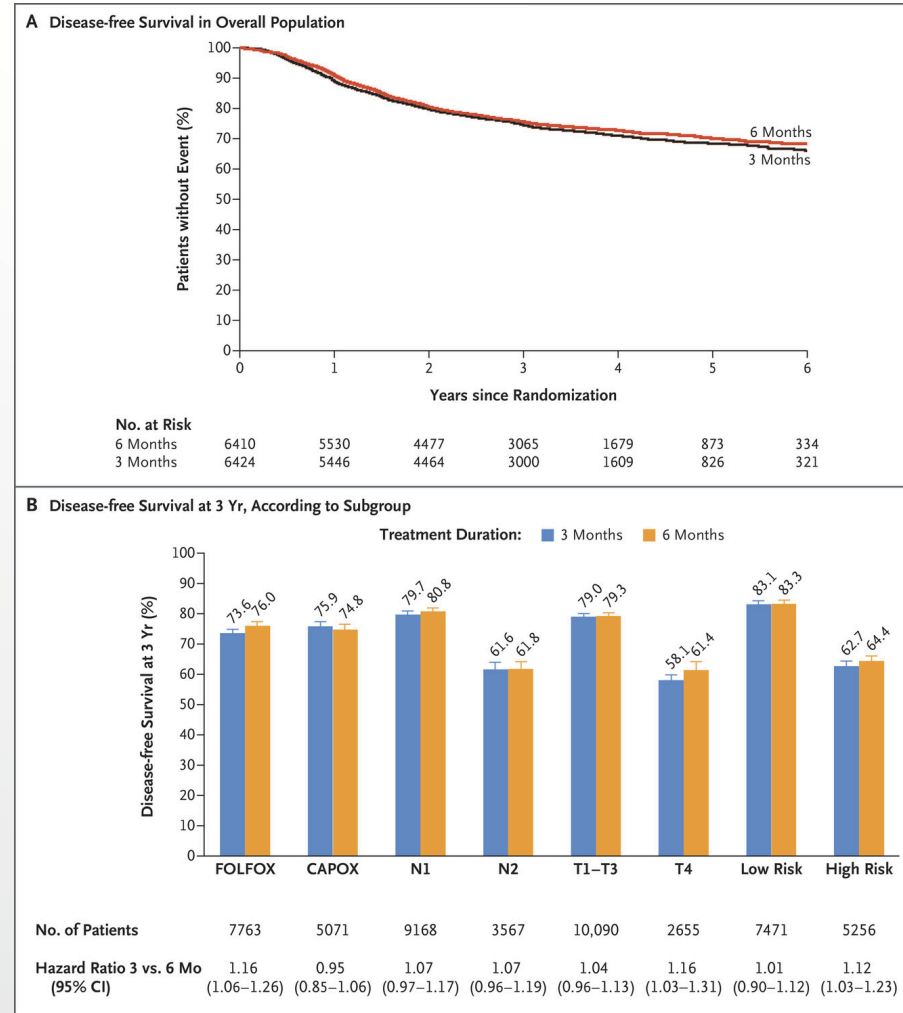 A Disease-free Survival in Overall Population
Patients without Event (%)
100
90
80
70
60
50
40
30
20
10
0
6 Months
3 Months
0 1 2 3 4 5 6
Years since Randomization
No. at Risk
6 Months 6410 5530 4477 3065 1679 873 334
3 Months 6424 5446 4464 3000 1609 826 321
B Disease-free Survival at 3 Yr, According to Subgroup
Treatment Duration: 3 Months 6 Months
Disease-free Survival at 3 Yr (%)
100
90
80
70
60
50
40
30
20
10
0
73.6 76.0 75.9 74.8 79.7 80.8 61.6 61.8 79.0 79.3 58.1 61.4 83.1 83.3 62.7 64.4
FOLFOX CAPOX N1 N2 T1–T3 T4 Low Risk High Risk
No. of Patients 7763 5071 9168 3567 10,090 2655 7471 5256
Hazard Ratio 3 vs. 6 Mo 1.16 0.95 1.07 1.07 1.04 1.16 1.01 1.12
(95% CI) (1.06–1.26) (0.85–1.06) (0.97–1.17) (0.96–1.19) (0.96–1.13) (1.03–1.31) (0.90–1.12) (1.03–1.23)